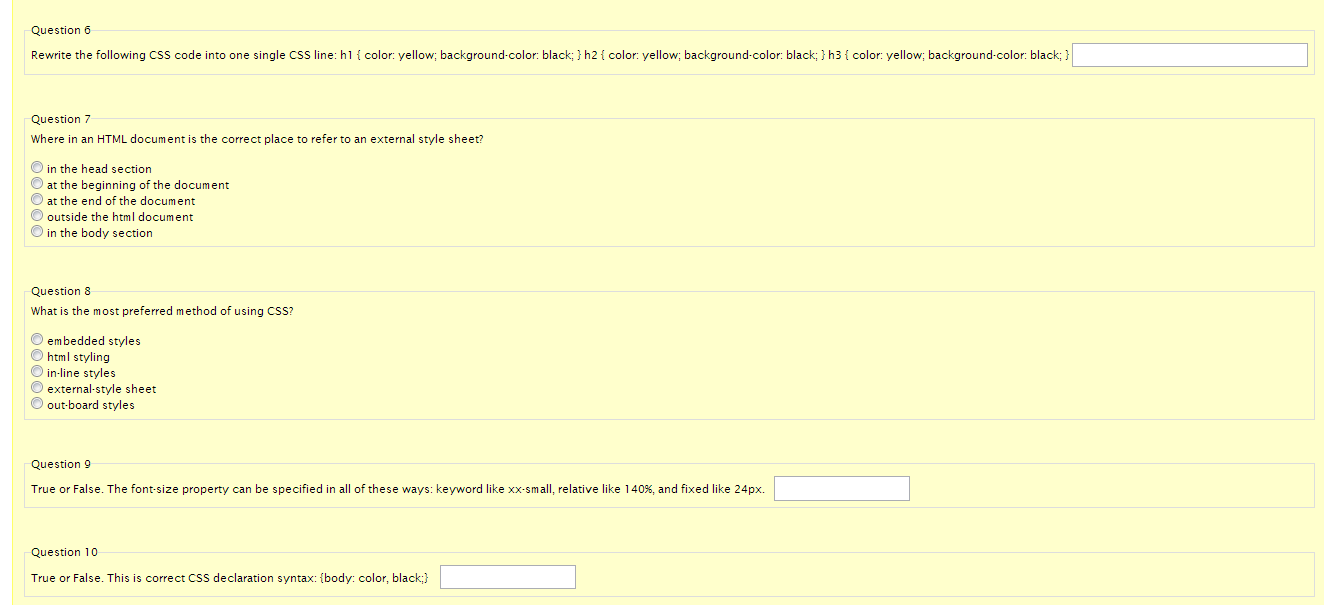 Question 6
Rewrite the following CSS code into one single CSS line: h1 { color: yellow; background-color: black; } h2 { color: yellow; background-color: black; } h3 { color: yellow; background-color: black; }
Question 7
Where in an HTML document is the correct place to refer to an external style sheet?
in the head section
at the beginning of the document
at the end of the document
outside the html document
in the body section
Question 8
What is the most preferred method of using CSS?
embedded styles
html styling
in-line styles
external-style sheet
out-board styles
Question 9
True or False. The font-size property can be specified in all of these ways: keyword like xx-small, relative like 140%, and fixed like 24px.
Question 10
True or False. This is correct CSS declaration syntax: {body: color, black;}